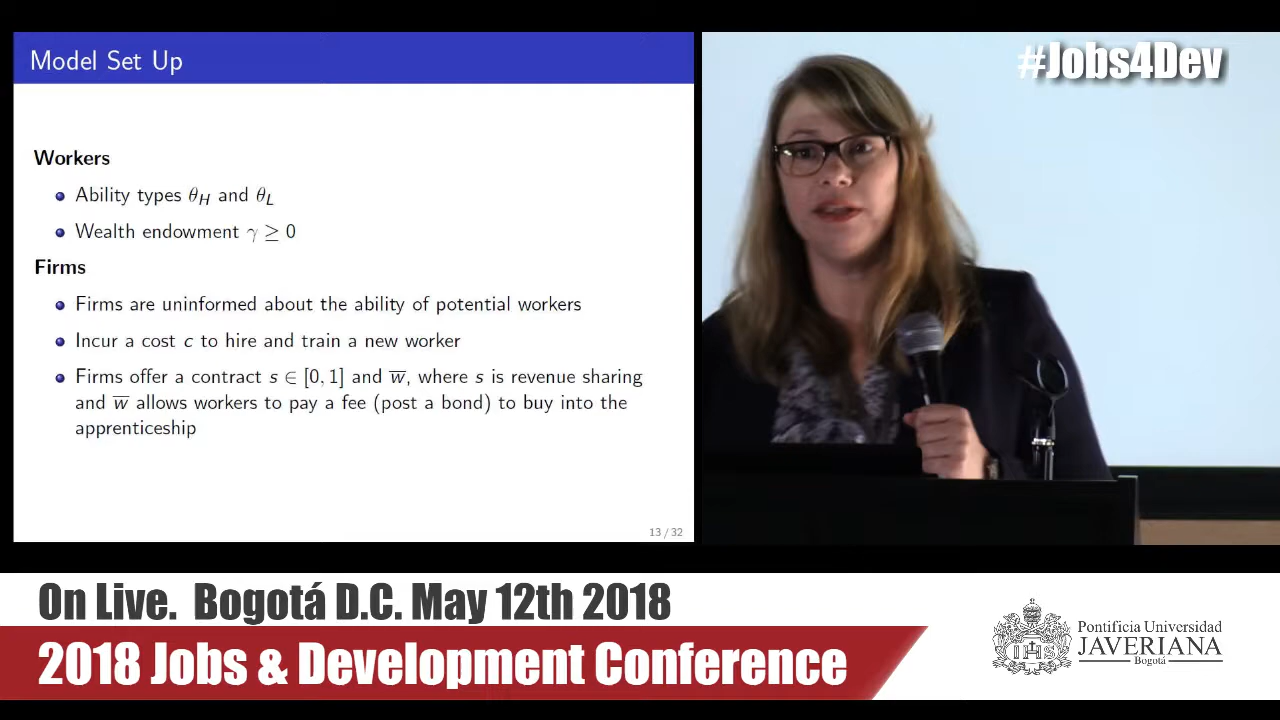 Model Set Up
#Jobs4Dev
Workers
Ability types θ_H and θ_L
Wealth endowment γ ≥ 0
Firms
Firms are uninformed about the ability of potential workers
Incur a cost c to hire and train a new worker
Firms offer a contract s ∈ [0, 1] and w̅, where s is revenue sharing
and w̅ allows workers to pay a fee (post a bond) to buy into the
apprenticeship
13 / 32
On Live. Bogotá D.C. May 12th 2018
2018 Jobs & Development Conference
Pontificia Universidad
JAVERIANA
Bogotá
IHS